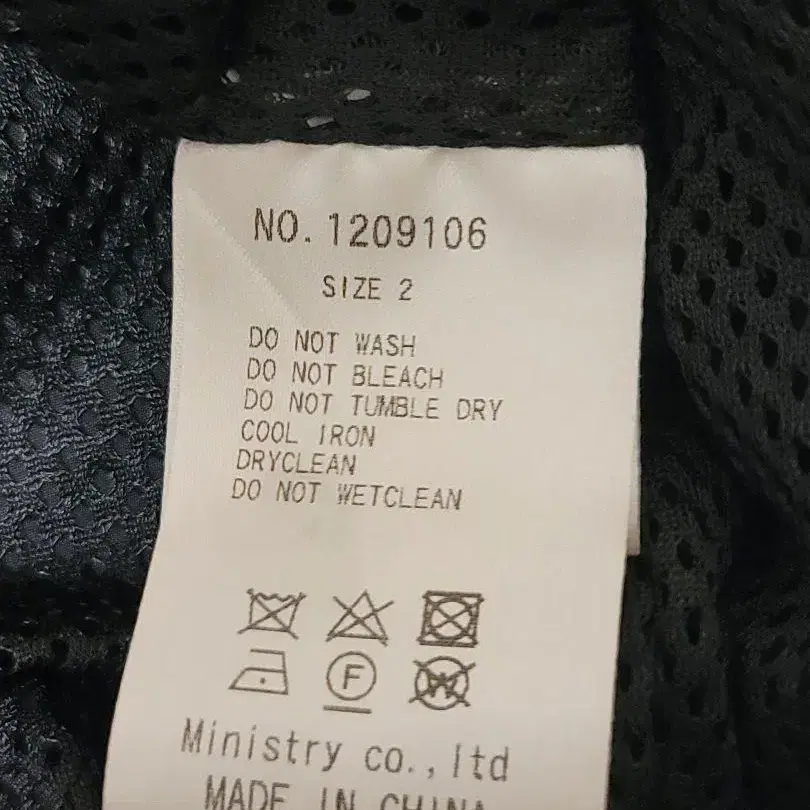 NO. 1209106
SIZE 2
DO NOT WASH
DO NOT BLEACH
DO NOT TUMBLE DRY
COOL IRON
DRYCLEAN
DO NOT WETCLEAN
F W
Ministry co., ltd
MADE IN CHINA